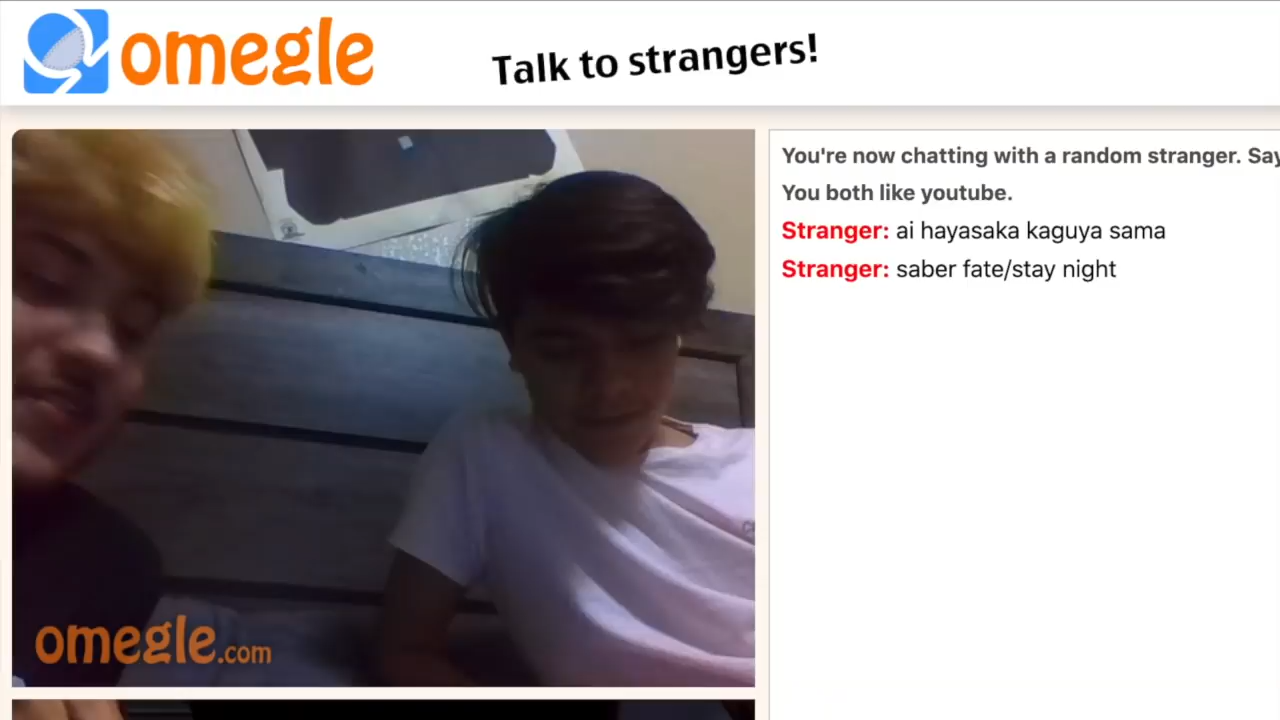 omegle
Talk to strangers!
You're now chatting with a random stranger. Say
You both like youtube.
Stranger: ai hayasaka kaguya sama
Stranger: saber fate/stay night
omegle.com